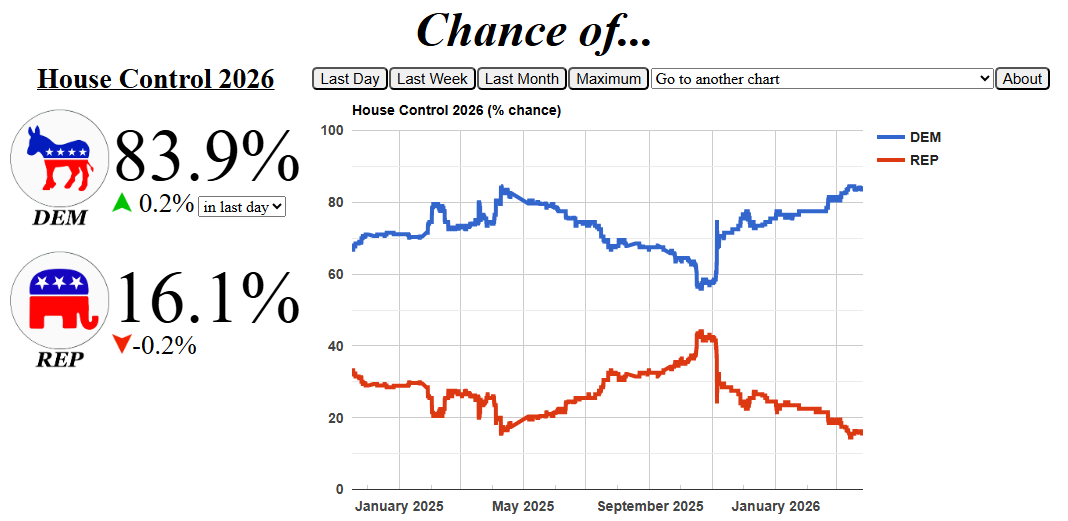 Chance of...
House Control 2026
Last Day Last Week Last Month Maximum Go to another chart About
83.9%
0.2% in last day
DEM
16.1%
-0.2%
REP
House Control 2026 (% chance)
100
80
60
40
20
0
January 2025 May 2025 September 2025 January 2026
DEM
REP